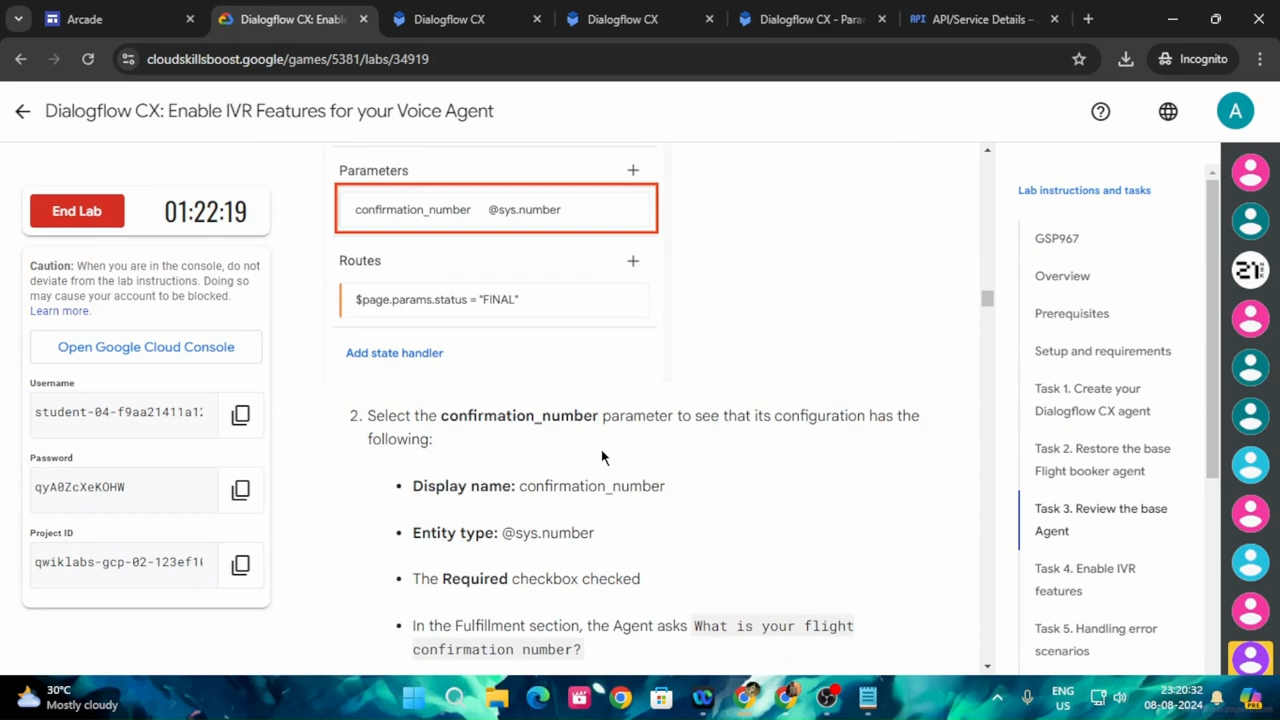 Arcade
Dialogflow CX: Enable
Dialogflow CX
Dialogflow CX
Dialogflow CX - Para
API API/Service Details –
cloudskillsboost.google/games/5381/labs/34919
Incognito
Dialogflow CX: Enable IVR Features for your Voice Agent
A
End Lab
01:22:19
Caution: When you are in the console, do not
deviate from the lab instructions. Doing so
may cause your account to be blocked.
Learn more.
Open Google Cloud Console
Username
student-04-f9aa21411a12
Password
qyA0ZcXeKOHW
Project ID
qwiklabs-gcp-02-123ef1
Parameters
confirmation_number @sys.number
Routes
$page.params.status = "FINAL"
Add state handler
2. Select the confirmation_number parameter to see that its configuration has the
following:
• Display name: confirmation_number
• Entity type: @sys.number
• The Required checkbox checked
• In the Fulfillment section, the Agent asks What is your flight
confirmation number?
Lab instructions and tasks
GSP967
Overview
Prerequisites
Setup and requirements
Task 1. Create your
Dialogflow CX agent
Task 2. Restore the base
Flight booker agent
Task 3. Review the base
Agent
Task 4. Enable IVR
features
Task 5. Handling error
scenarios
30°C
Mostly cloudy
ENG
US
23:20:32
08-08-2024
PRE